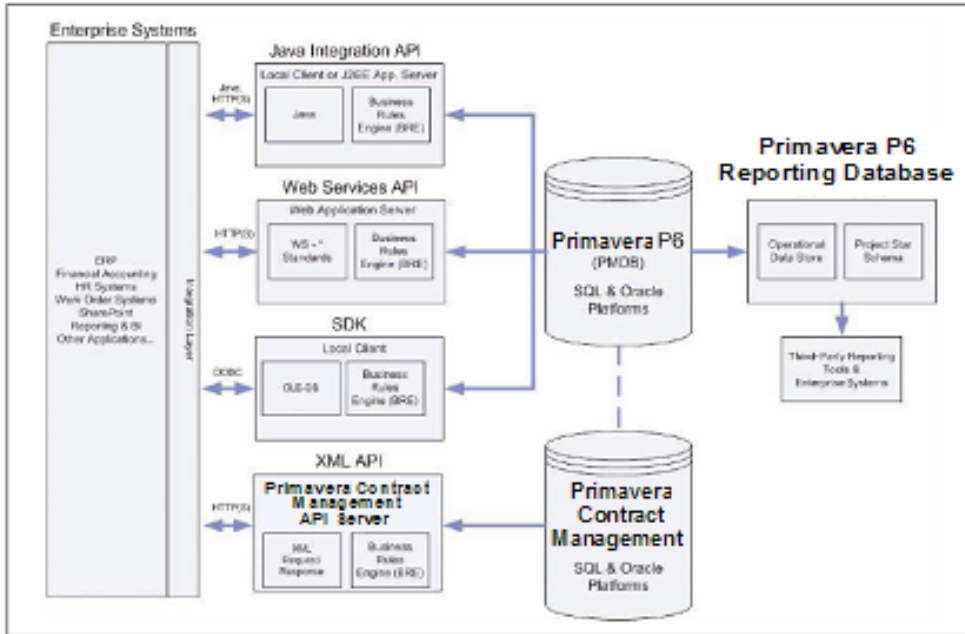 Enterprise Systems
ERP
Financial Accounting
HR Systems
Work Order Systems
SharePoint
Reporting & BI
Other Applications...
Integration Layer
Java,
HTTP(S)
HTTP(S)
ODBC
HTTP(S)
Java Integration API
Local Client or J2EE App. Server
Java
Business
Rules
Engine (BRE)
Web Services API
Web Application Server
WS - *
Standards
Business
Rules
Engine (BRE)
SDK
Local Client
OLE-DB
Business
Rules
Engine (BRE)
XML API
Primavera Contract
Management
API Server
XML
Request
Response
Business
Rules
Engine (BRE)
Primavera P6
(PMDB)
SQL & Oracle
Platforms
Primavera
Contract
Management
SQL & Oracle
Platforms
Primavera P6
Reporting Database
Operational
Data Store
Project Star
Schema
Third-Party Reporting
Tools &
Enterprise Systems